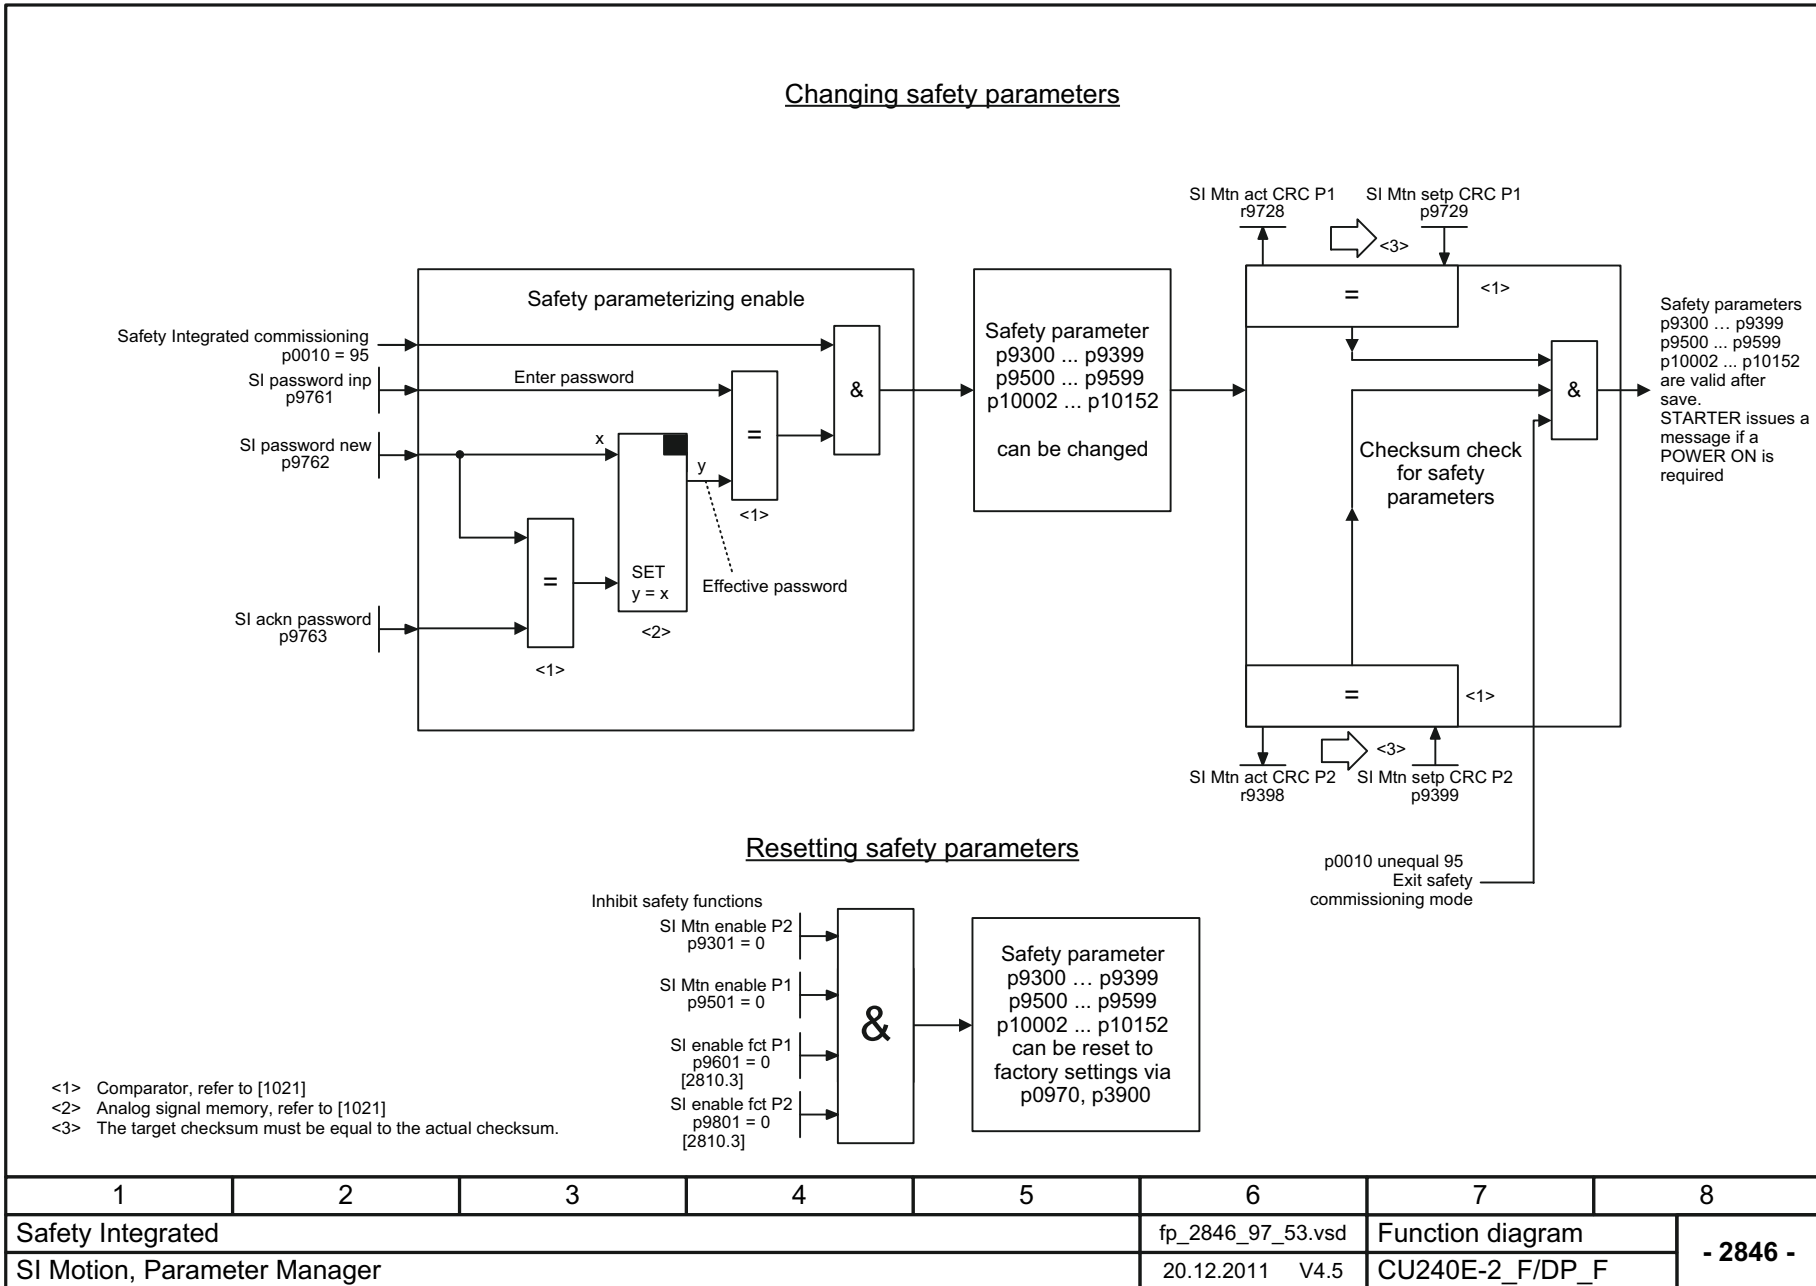 Changing safety parameters
SI Mtn act CRC P1
r9728
SI Mtn setp CRC P1
p9729
<3>
Safety parameterizing enable
Safety Integrated commissioning
p0010 = 95
SI password inp
p9761
Enter password
SI password new
p9762
x
y
=
<1>
&
=
SET
y = x
Effective password
<2>
SI ackn password
p9763
<1>
Safety parameter
p9300 ... p9399
p9500 ... p9599
p10002 ... p10152
can be changed
=
<1>
&
Checksum check
for safety
parameters
=
<1>
<3>
SI Mtn act CRC P2
r9398
SI Mtn setp CRC P2
p9399
Safety parameters
p9300 … p9399
p9500 ... p9599
p10002 ... p10152
are valid after
save.
STARTER issues a
message if a
POWER ON is
required
p0010 unequal 95
Exit safety
commissioning mode
Resetting safety parameters
Inhibit safety functions
SI Mtn enable P2
p9301 = 0
SI Mtn enable P1
p9501 = 0
SI enable fct P1
p9601 = 0
[2810.3]
SI enable fct P2
p9801 = 0
[2810.3]
&
Safety parameter
p9300 … p9399
p9500 ... p9599
p10002 ... p10152
can be reset to
factory settings via
p0970, p3900
<1> Comparator, refer to [1021]
<2> Analog signal memory, refer to [1021]
<3> The target checksum must be equal to the actual checksum.
1 2 3 4 5 6 7 8
Safety Integrated
fp_2846_97_53.vsd
Function diagram
- 2846 -
SI Motion, Parameter Manager
20.12.2011 V4.5
CU240E-2_F/DP_F